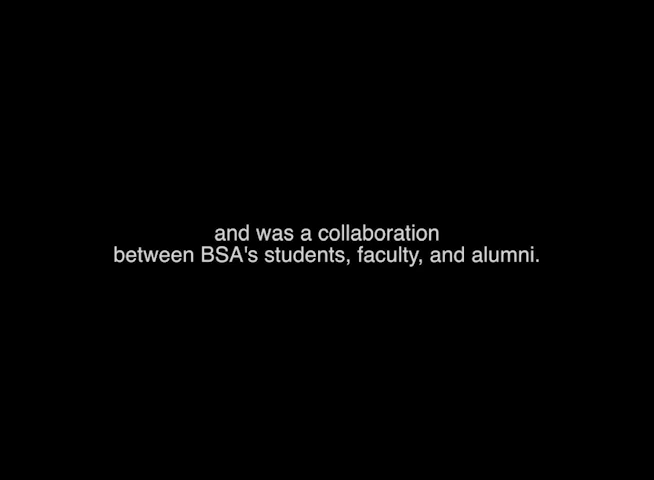 and was a collaboration
between BSA's students, faculty, and alumni.